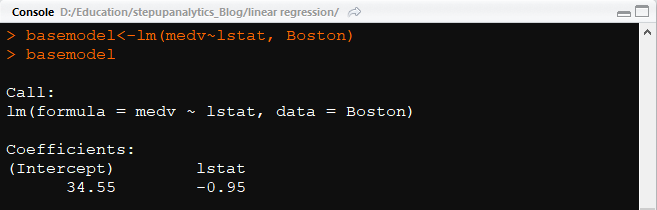 Console D:/Education/stepupanalytics_Blog/linear regression/
> basemodel<-lm(medv~lstat, Boston)
> basemodel
Call:
lm(formula = medv ~ lstat, data = Boston)
Coefficients:
(Intercept)        lstat
      34.55        -0.95